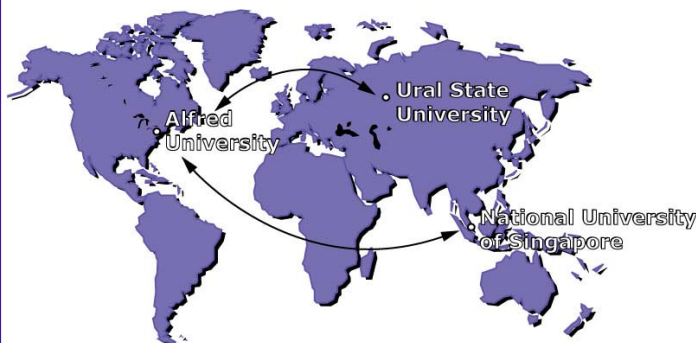 Ural State
University
Alfred
University
National University
of Singapore